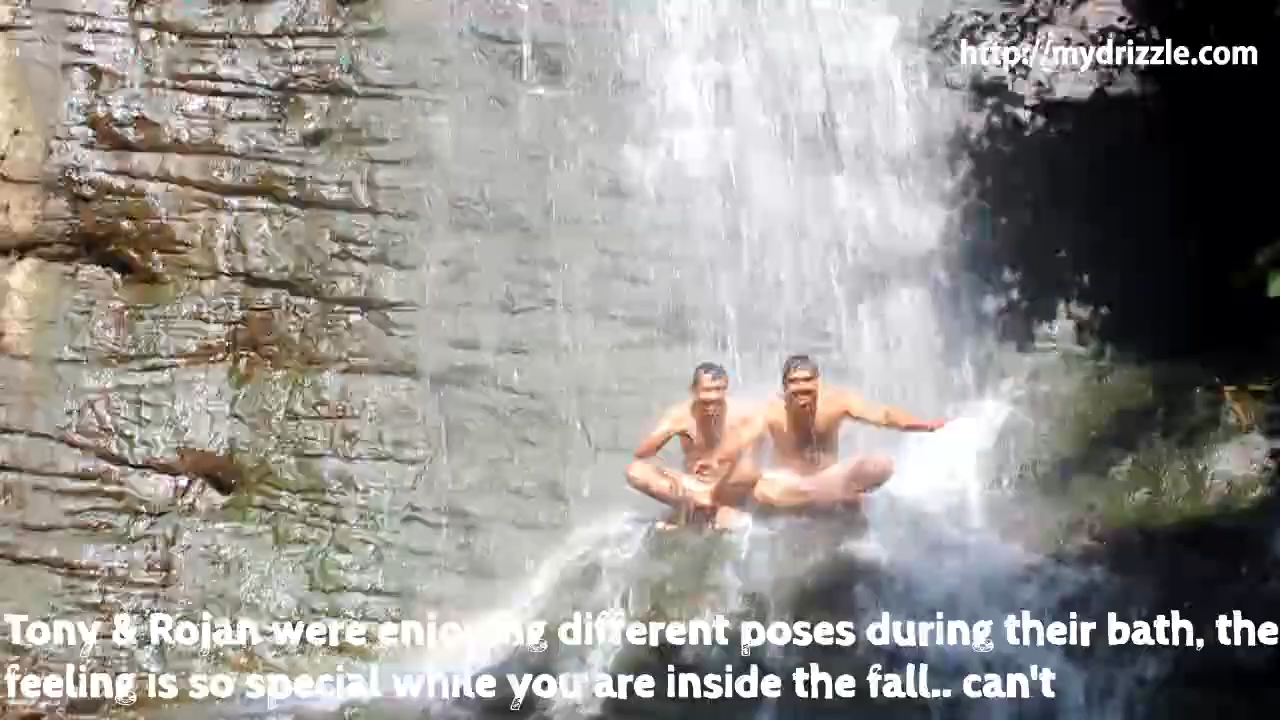 http://mydrizzle.com
Tony & Rojan were enjoying different poses during their bath, the
feeling is so special while you are inside the fall.. can't